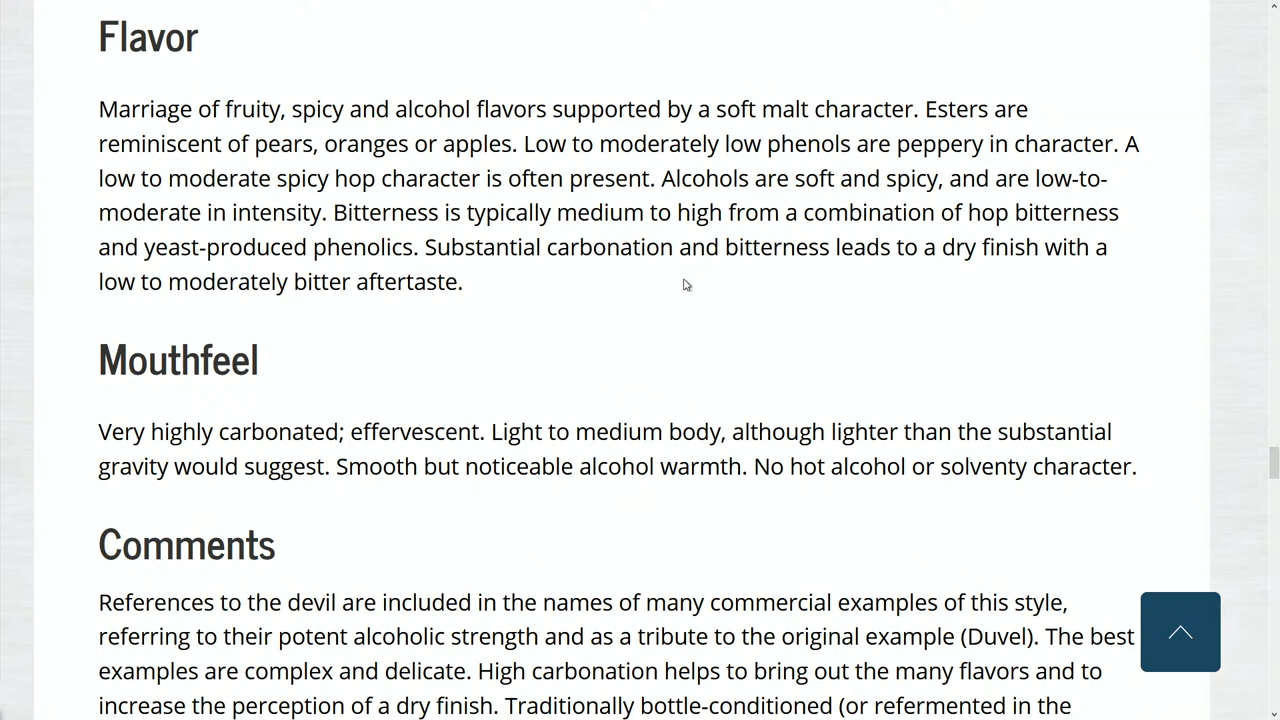 Flavor
Marriage of fruity, spicy and alcohol flavors supported by a soft malt character. Esters are
reminiscent of pears, oranges or apples. Low to moderately low phenols are peppery in character. A
low to moderate spicy hop character is often present. Alcohols are soft and spicy, and are low-to-
moderate in intensity. Bitterness is typically medium to high from a combination of hop bitterness
and yeast-produced phenolics. Substantial carbonation and bitterness leads to a dry finish with a
low to moderately bitter aftertaste.
Mouthfeel
Very highly carbonated; effervescent. Light to medium body, although lighter than the substantial
gravity would suggest. Smooth but noticeable alcohol warmth. No hot alcohol or solventy character.
Comments
References to the devil are included in the names of many commercial examples of this style,
referring to their potent alcoholic strength and as a tribute to the original example (Duvel). The best
examples are complex and delicate. High carbonation helps to bring out the many flavors and to
increase the perception of a dry finish. Traditionally bottle-conditioned (or refermented in the